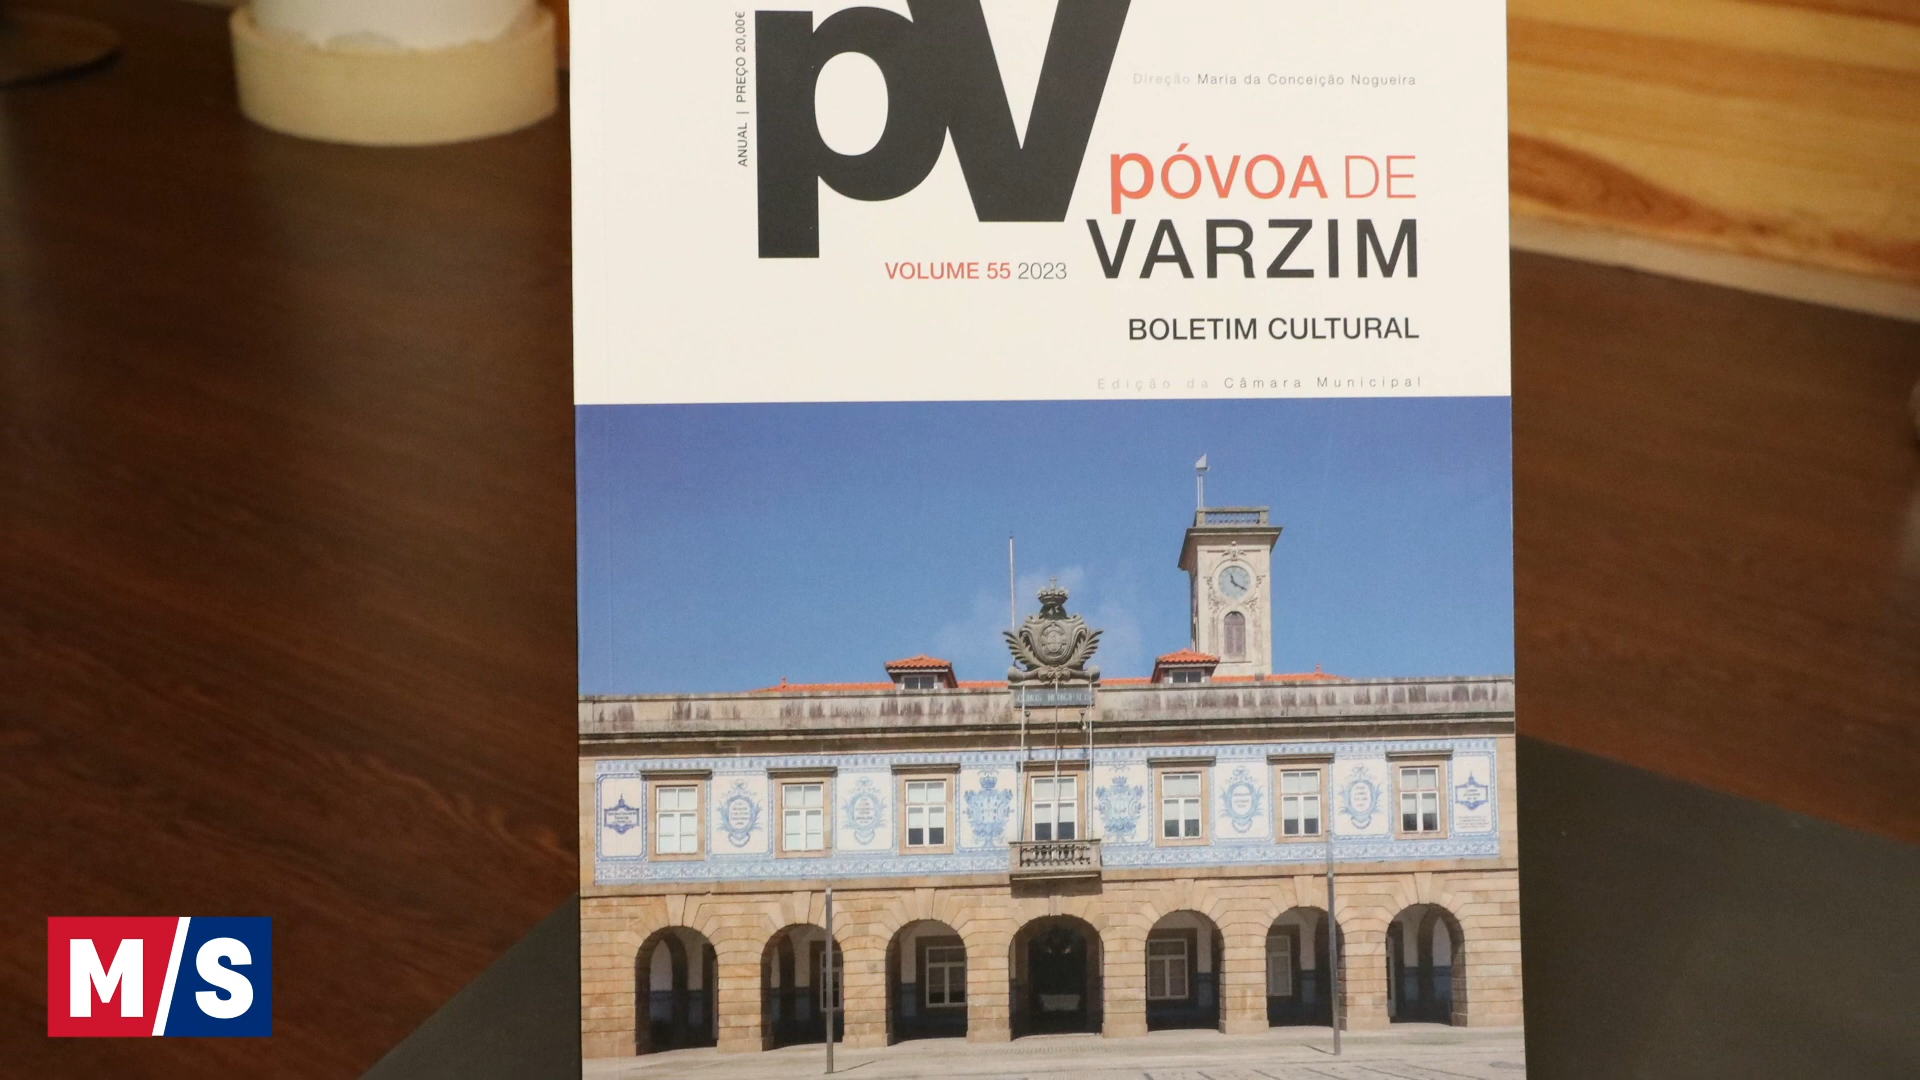 ANUAL | PREÇO 20,00€
pV
Direção Maria da Conceição Nogueira
pÓVOA DE
VARZIM
VOLUME 55 2023
BOLETIM CULTURAL
Edição da Câmara Municipal
M/S